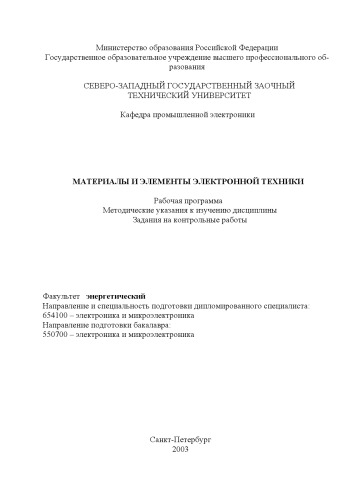 Министерство образования Российской Федерации
Государственное образовательное учреждение высшего профессионального об-
разования
СЕВЕРО-ЗАПАДНЫЙ ГОСУДАРСТВЕННЫЙ ЗАОЧНЫЙ
ТЕХНИЧЕСКИЙ УНИВЕРСИТЕТ
Кафедра промышленной электроники
МАТЕРИАЛЫ И ЭЛЕМЕНТЫ ЭЛЕКТРОННОЙ ТЕХНИКИ
Рабочая программа
Методические указания к изучению дисциплины
Задания на контрольные работы
Факультет энергетический
Направление и специальность подготовки дипломированного специалиста:
654100 – электроника и микроэлектроника
Направление подготовки бакалавра:
550700 – электроника и микроэлектроника
Санкт-Петербург
2003